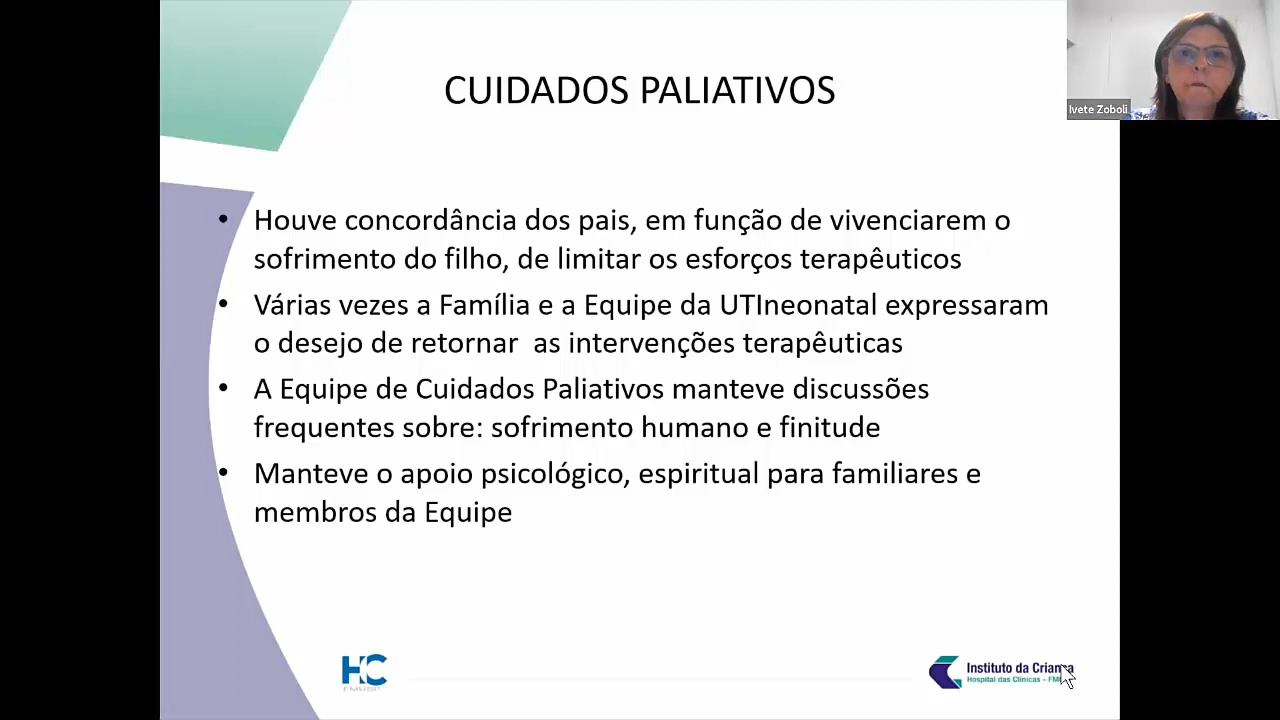 CUIDADOS PALIATIVOS
Ivete Zoboli
• Houve concordância dos pais, em função de vivenciarem o
sofrimento do filho, de limitar os esforços terapêuticos
• Várias vezes a Família e a Equipe da UTIneonatal expressaram
o desejo de retornar  as intervenções terapêuticas
• A Equipe de Cuidados Paliativos manteve discussões
frequentes sobre: sofrimento humano e finitude
• Manteve o apoio psicológico, espiritual para familiares e
membros da Equipe
HC
FMUSP
Instituto da Criança
Hospital das Clínicas -